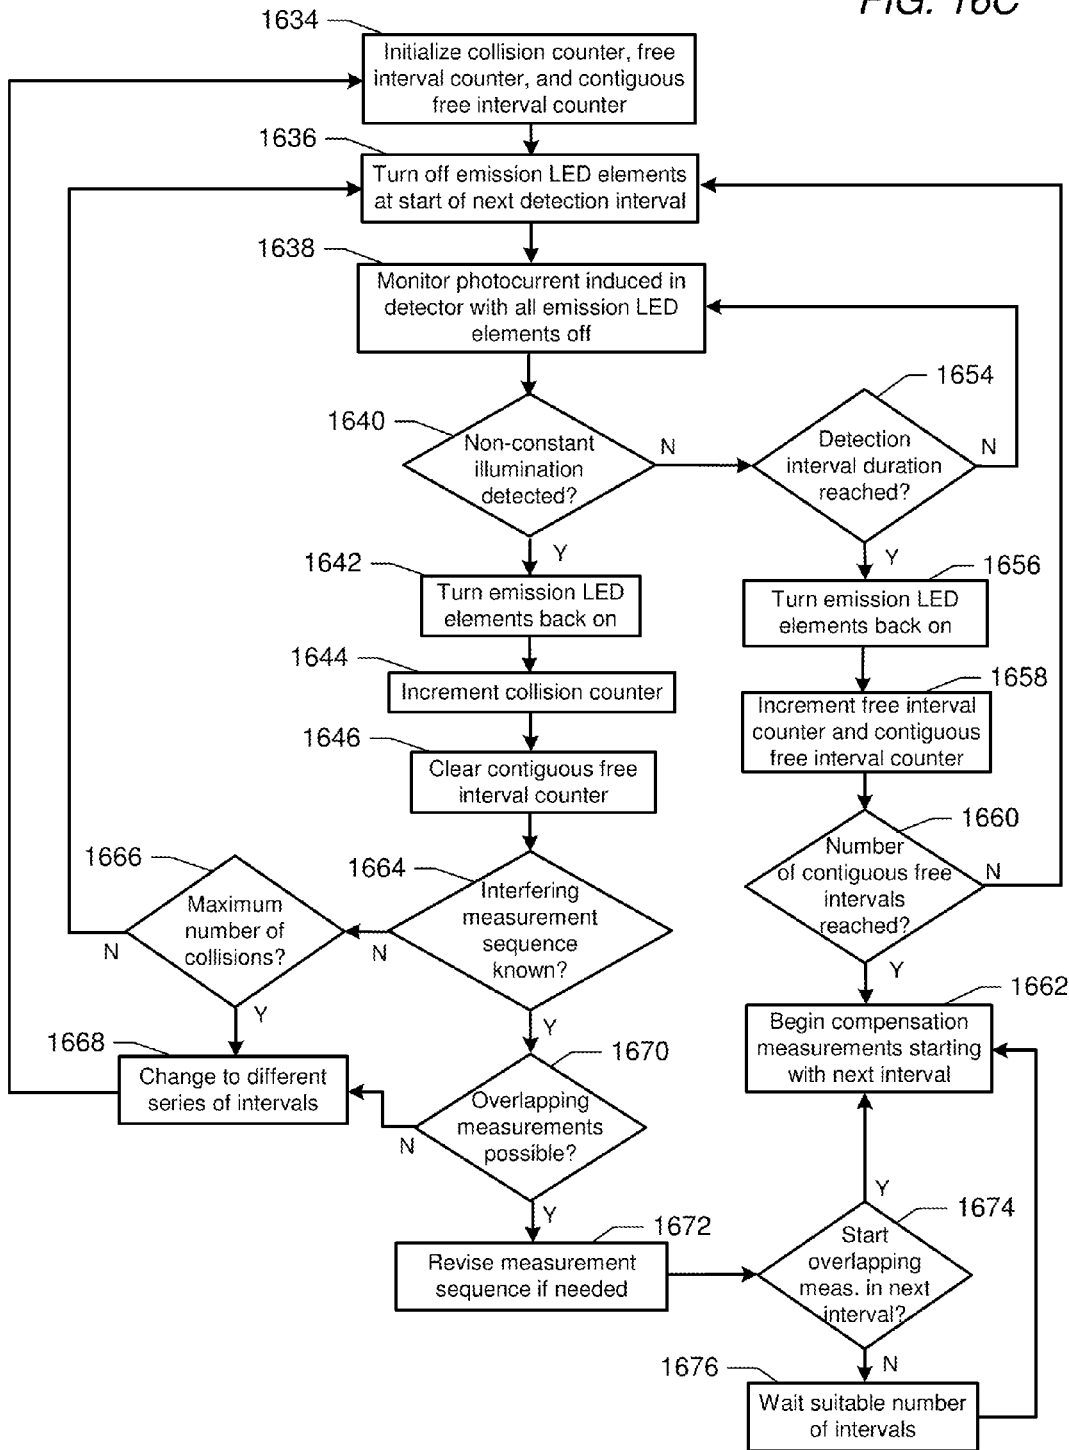 FIG. 16C
1634
Initialize collision counter, free
interval counter, and contiguous
free interval counter
1636
Turn off emission LED elements
at start of next detection interval
1638
Monitor photocurrent induced in
detector with all emission LED
elements off
1640
Non-constant
illumination
detected?
N
Y
1654
Detection
interval duration
reached?
N
Y
1642
Turn emission LED
elements back on
1656
Turn emission LED
elements back on
1644
Increment collision counter
1658
Increment free interval
counter and contiguous
free interval counter
1646
Clear contiguous free
interval counter
1660
Number
of contiguous free
intervals
reached?
N
Y
1664
Interfering
measurement
sequence
known?
N
Y
1666
Maximum
number of
collisions?
N
Y
1662
Begin compensation
measurements starting
with next interval
1668
Change to different
series of intervals
1670
Overlapping
measurements
possible?
N
Y
1672
Revise measurement
sequence if needed
1674
Start
overlapping
meas. in next
interval?
Y
N
1676
Wait suitable number
of intervals